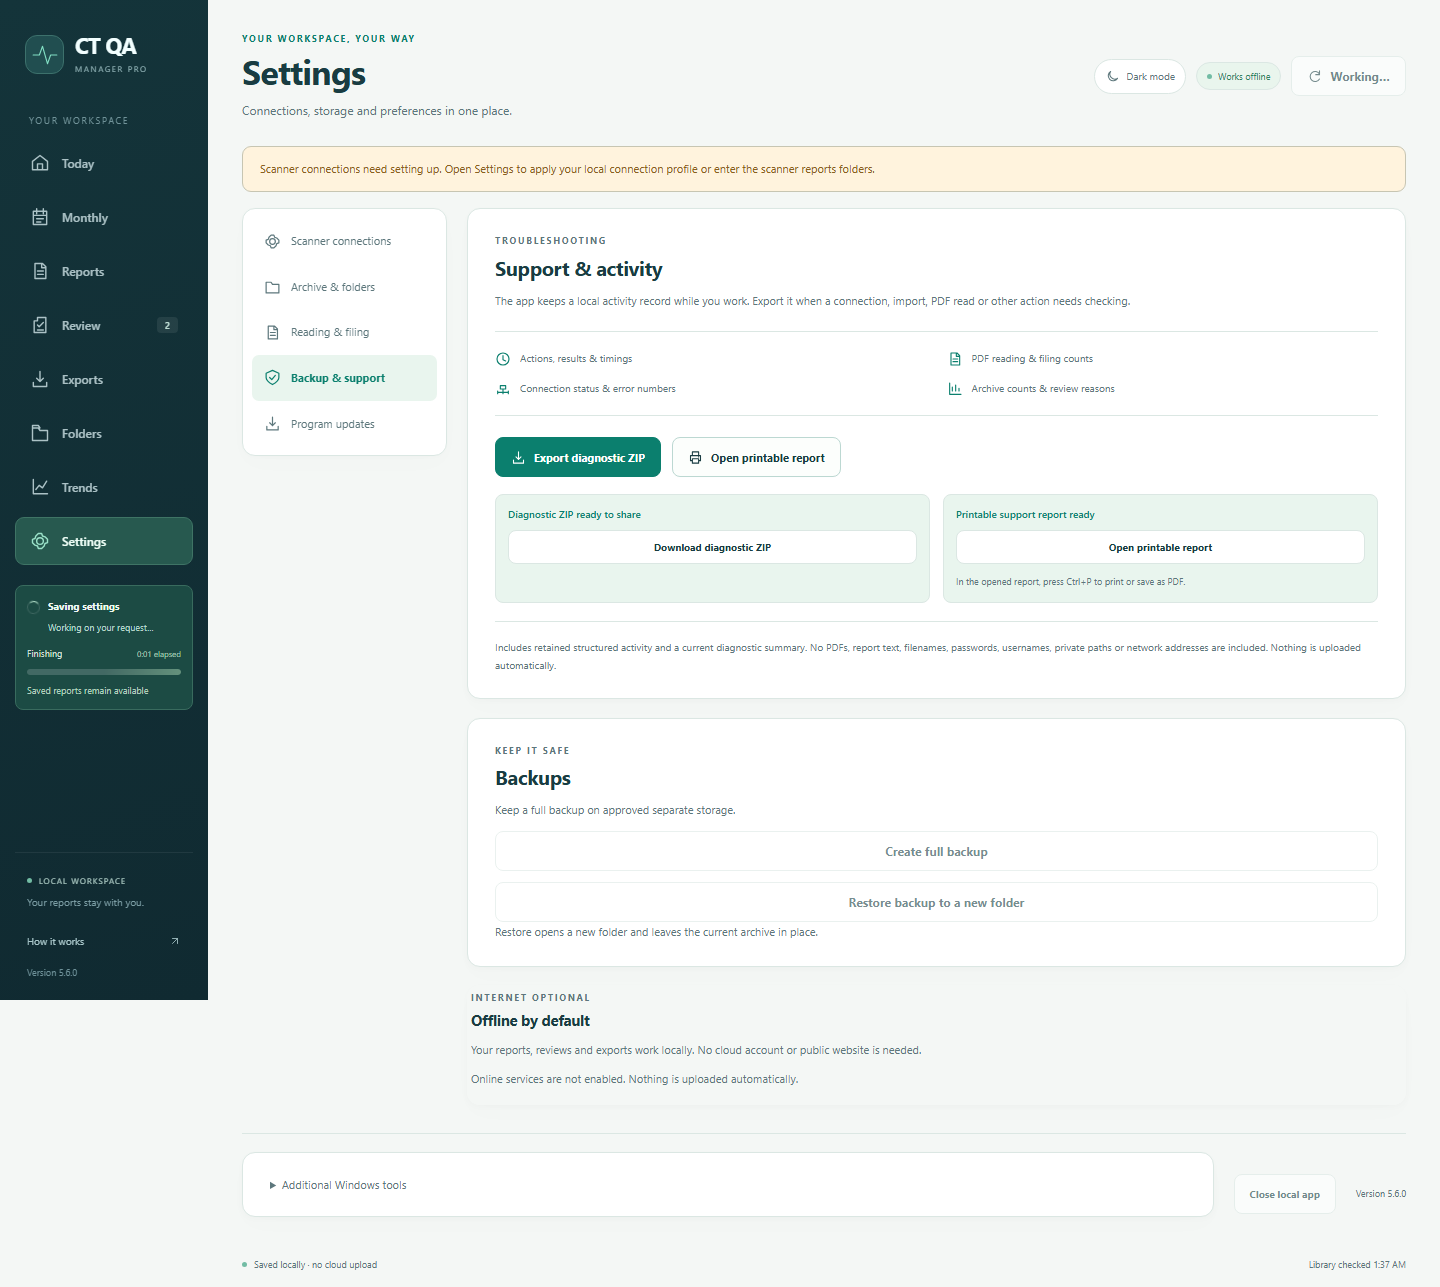 CT QA
MANAGER PRO
YOUR WORKSPACE
Today
Monthly
Reports
Review 2
Exports
Folders
Trends
Settings
Saving settings
Working on your request...
Finishing 0:01 elapsed
Saved reports remain available
LOCAL WORKSPACE
Your reports stay with you.
How it works
Version 5.6.0
YOUR WORKSPACE, YOUR WAY
Settings
Connections, storage and preferences in one place.
Dark mode
Works offline
Working...
Scanner connections need setting up. Open Settings to apply your local connection profile or enter the scanner reports folders.
Scanner connections
Archive & folders
Reading & filing
Backup & support
Program updates
TROUBLESHOOTING
Support & activity
The app keeps a local activity record while you work. Export it when a connection, import, PDF read or other action needs checking.
Actions, results & timings
PDF reading & filing counts
Connection status & error numbers
Archive counts & review reasons
Export diagnostic ZIP
Open printable report
Diagnostic ZIP ready to share
Download diagnostic ZIP
Printable support report ready
Open printable report
In the opened report, press Ctrl+P to print or save as PDF.
Includes retained structured activity and a current diagnostic summary. No PDFs, report text, filenames, passwords, usernames, private paths or network addresses are included. Nothing is uploaded
automatically.
KEEP IT SAFE
Backups
Keep a full backup on approved separate storage.
Create full backup
Restore backup to a new folder
Restore opens a new folder and leaves the current archive in place.
INTERNET OPTIONAL
Offline by default
Your reports, reviews and exports work locally. No cloud account or public website is needed.
Online services are not enabled. Nothing is uploaded automatically.
Additional Windows tools
Close local app
Version 5.6.0
Saved locally · no cloud upload
Library checked 1:37 AM